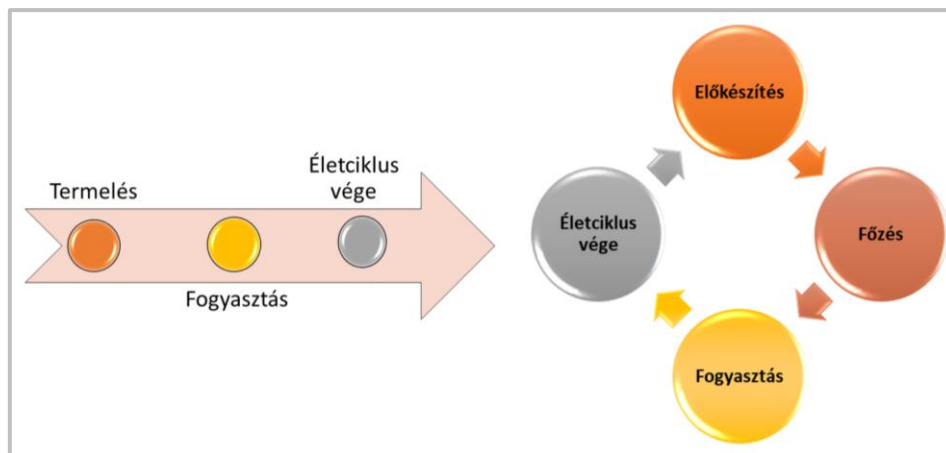 Termelés
Életciklus
vége
Fogyasztás
Előkészítés
Főzés
Fogyasztás
Életciklus
vége